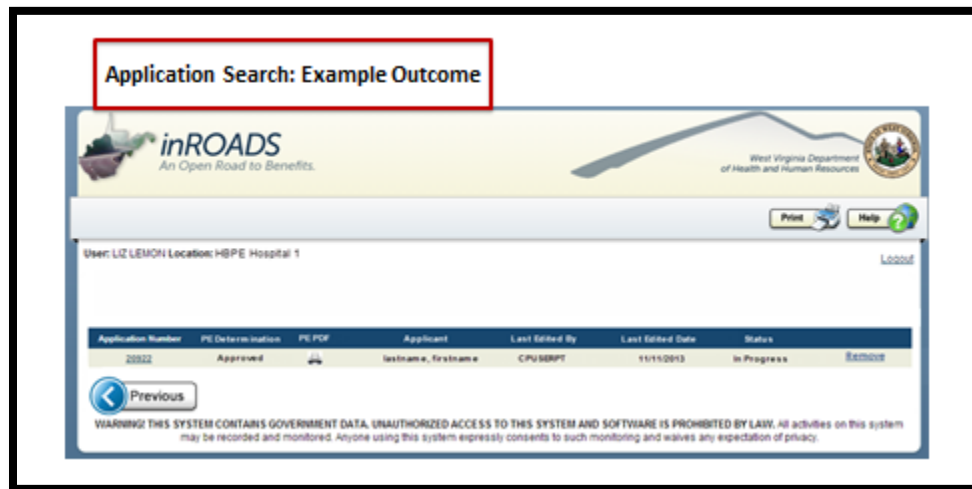 Application Search: Example Outcome
inROADS
An Open Road to Benefits.
West Virginia Department
of Health and Human Resources
Print
Help
User: LIZ LEMON Location: HBPE Hospital 1
Logout
Application Number PE Determination PE PDF Applicant Last Edited By Last Edited Date Status
20922 Approved lastname, firstname CPUSERPT 11/11/2013 In Progress Remove
Previous
WARNING! THIS SYSTEM CONTAINS GOVERNMENT DATA. UNAUTHORIZED ACCESS TO THIS SYSTEM AND SOFTWARE IS PROHIBITED BY LAW. All activities on this system
may be recorded and monitored. Anyone using this system expressly consents to such monitoring and waives any expectation of privacy.